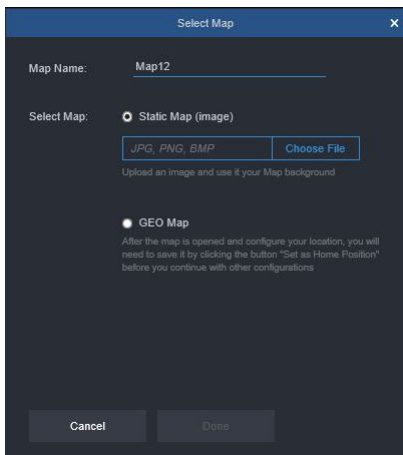 Select Map
Map Name: Map12
Select Map: Static Map (image)
JPG, PNG, BMP Choose File
Upload an image and use it your Map background
GEO Map
After the map is opened and configure your location, you will
need to save it by clicking the button "Set as Home Position"
before you continue with other configurations
Cancel Done